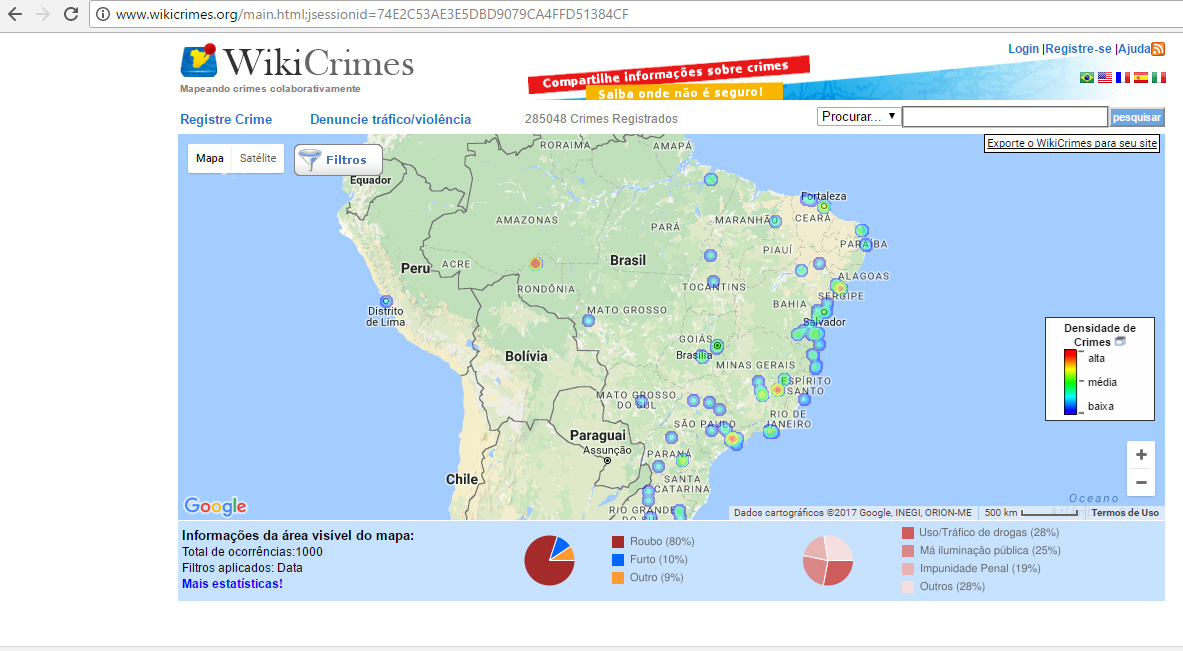 www.wikicrimes.org/main.html;jsessionid=74E2C53AE3E5DBD9079CA4FFD51384CF
WikiCrimes
Mapeando crimes colaborativamente
Compartilhe informações sobre crimes
Saiba onde não é seguro!
Login |Registre-se |Ajuda
Registre Crime
Denuncie tráfico/violência
285048 Crimes Registrados
Procurar...
pesquisar
Mapa
Satélite
Filtros
Exporte o WikiCrimes para seu site
RORAIMA
AMAPÁ
Equador
Fortaleza
AMAZONAS
MARANHÃO
CEARÁ
PARÁ
PARAÍBA
PIAUÍ
Peru
ACRE
Brasil
ALAGOAS
RONDÔNIA
TOCANTINS
SERGIPE
Distrito
de Lima
MATO GROSSO
BAHIA
Salvador
GOIÁS
Brasília
Bolívia
MINAS GERAIS
ESPÍRITO
SANTO
MATO GROSSO
DO SUL
RIO DE
JANEIRO
SÃO PAULO
Paraguai
Assunção
PARANÁ
Chile
SANTA
CATARINA
RIO GRANDE
DO SUL
Oceano
Densidade de
Crimes
alta
média
baixa
+
−
Google
Dados cartográficos ©2017 Google, INEGI, ORION-ME
500 km
Termos de Uso
Informações da área visível do mapa:
Total de ocorrências:1000
Filtros aplicados: Data
Mais estatísticas!
Roubo (80%)
Furto (10%)
Outro (9%)
Uso/Tráfico de drogas (28%)
Má iluminação pública (25%)
Impunidade Penal (19%)
Outros (28%)